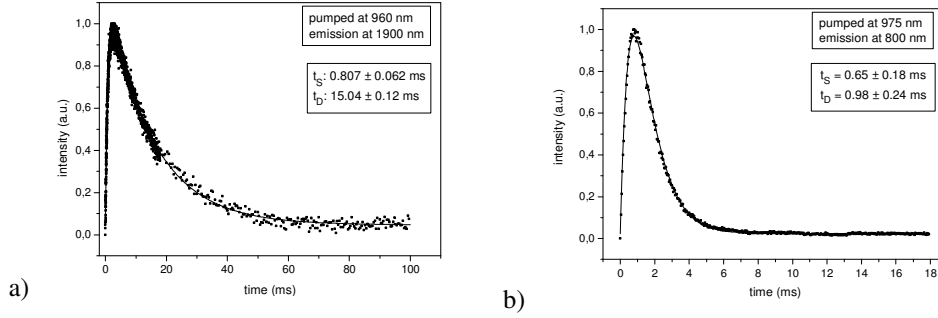 pumped at 960 nm
emission at 1900 nm
t_S: 0.807 ± 0.062 ms
t_D: 15.04 ± 0.12 ms
1,0
0,8
0,6
0,4
0,2
0,0
intensity (a.u.)
0 20 40 60 80 100
time (ms)
a)
pumped at 975 nm
emission at 800 nm
t_S = 0.65 ± 0.18 ms
t_D = 0.98 ± 0.24 ms
1,0
0,8
0,6
0,4
0,2
0,0
intensity (a.u.)
0 2 4 6 8 10 12 14 16 18
time (ms)
b)